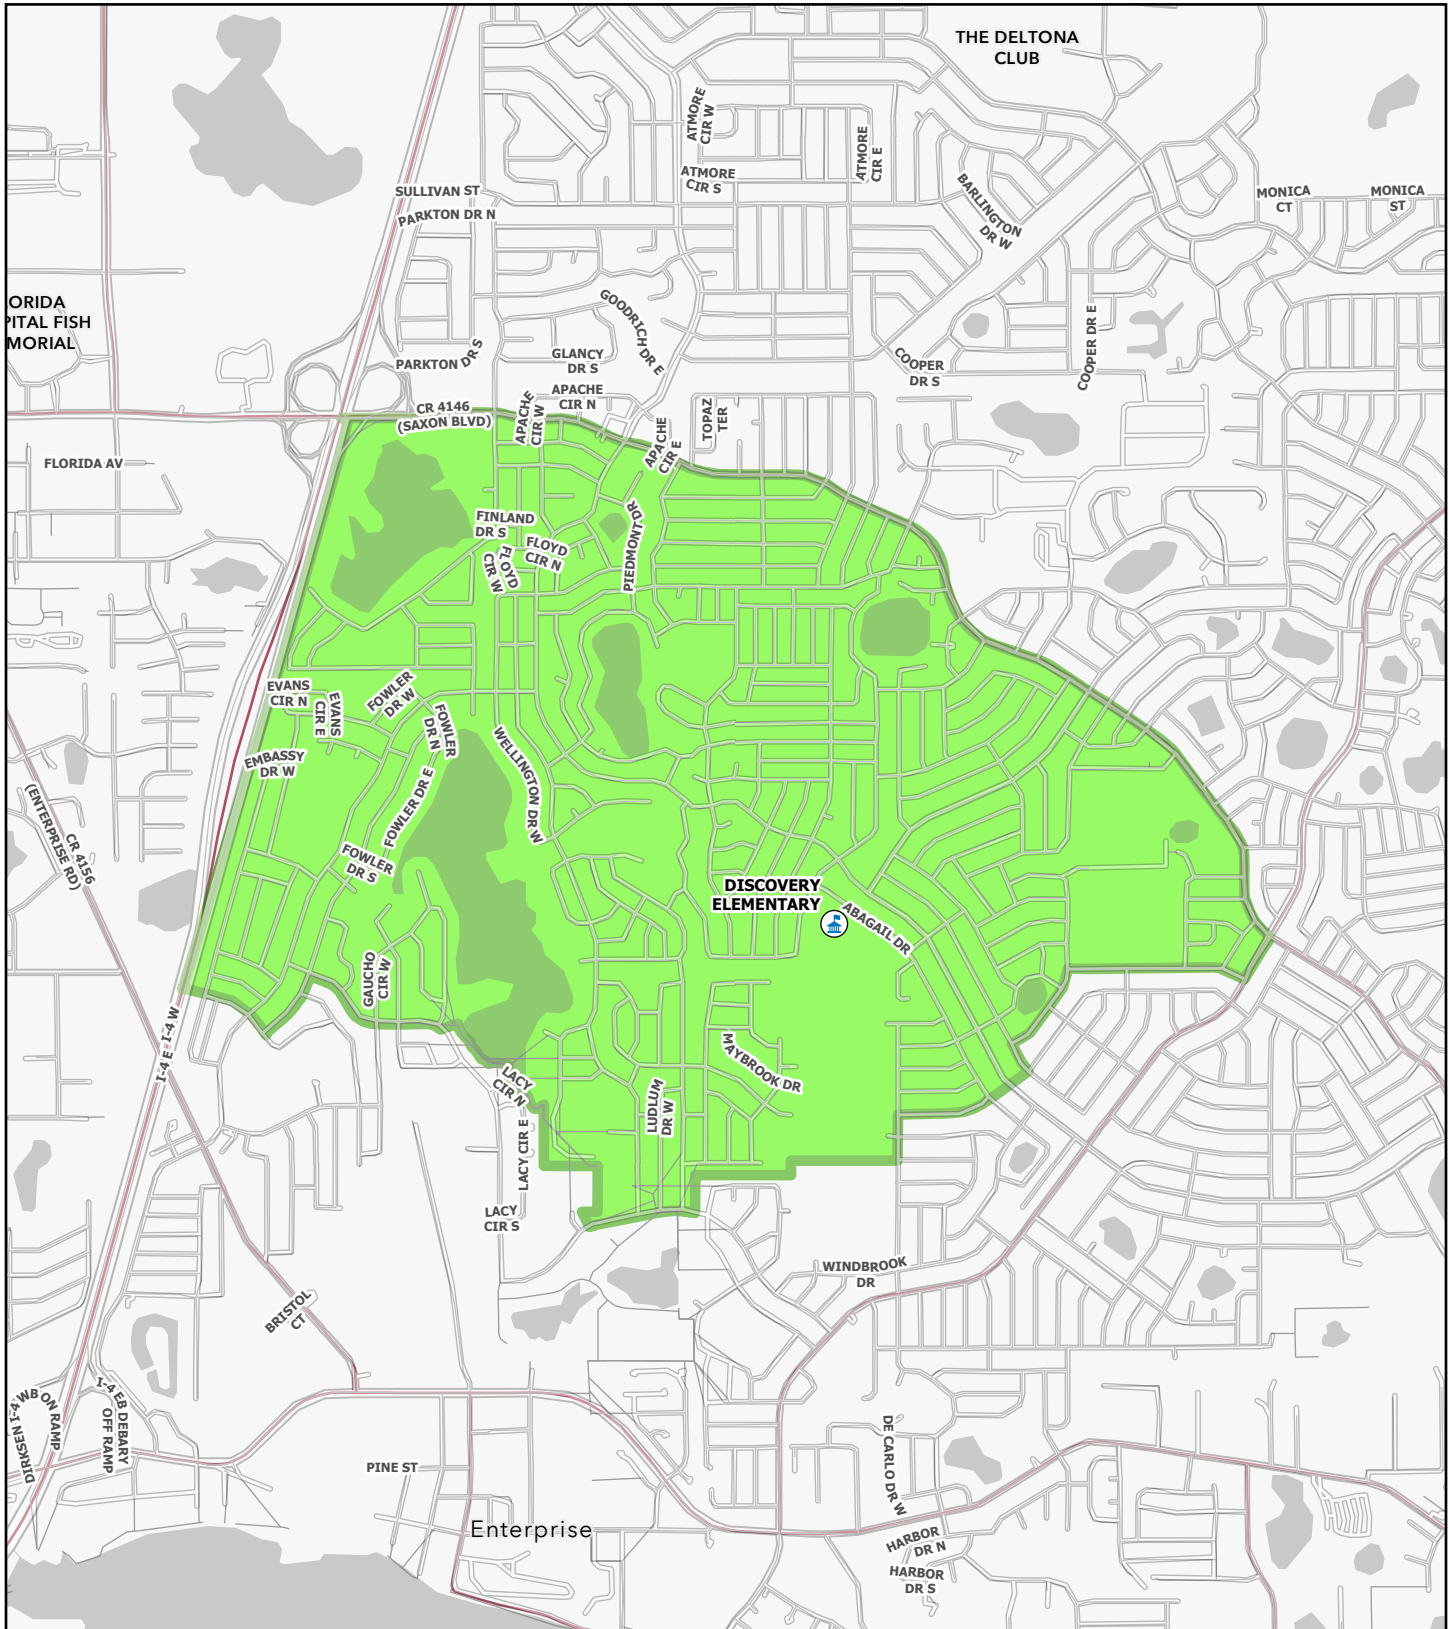 THE DELTONA
CLUB
ATMORE
CIR W
ATMORE
CIR E
ATMORE
CIR S
SULLIVAN ST
PARKTON DR N
BARLINGTON
DR W
MONICA
CT
MONICA
ST
ORIDA
PITAL FISH
MORIAL
GOODRICH DR E
COOPER DR E
PARKTON DR S
GLANCY
DR S
COOPER
DR S
APACHE
CIR N
CR 4146
(SAXON BLVD)
APACHE
CIR W
TOPAZ
TER
APACHE
CIR E
FLORIDA AV
FINLAND
DR S
PIEDMONT DR
FLOYD
CIR N
FLOYD
CIR W
EVANS
CIR N
EVANS
CIR E
FOWLER
DR W
FOWLER
DR N
EMBASSY
DR W
WELLINGTON DR W
FOWLER DR E
CR 4156
(ENTERPRISE RD)
FOWLER
DR S
DISCOVERY
ELEMENTARY
ABAGAIL DR
GAUCHO
CIR W
I-4 E I-4 W
MAYBROOK DR
LACY
CIR N
LUDLUM
DR W
LACY CIR E
LACY
CIR S
WINDBROOK
DR
BRISTOL
CT
DIRKSEN I-4 WB
ON RAMP
I-4 EB DEBARY
OFF RAMP
DE CARLO DR W
PINE ST
Enterprise
HARBOR
DR N
HARBOR
DR S